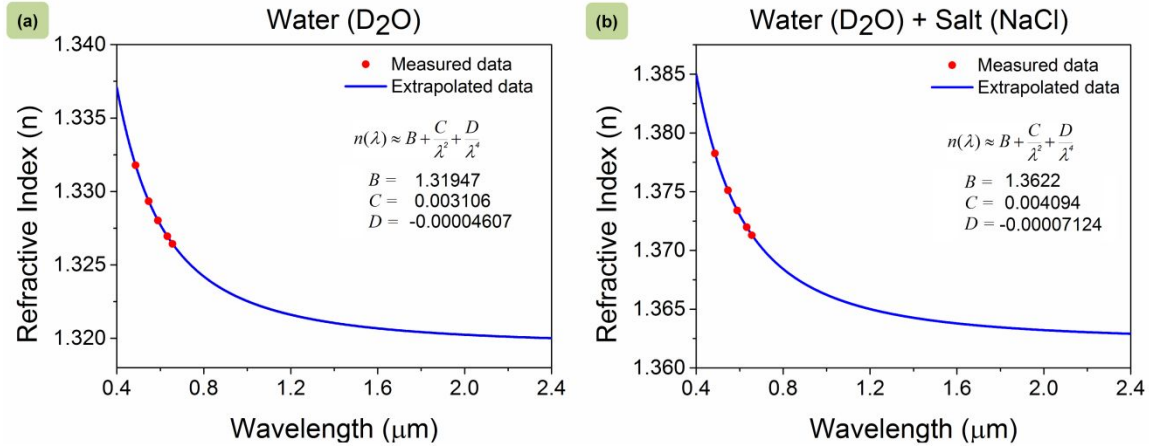 (a)
Water (D₂O)
1.340
1.335
1.330
1.325
1.320
Refractive Index (n)
Measured data
Extrapolated data
n(λ) ≈ B + C/λ² + D/λ⁴
B = 1.31947
C = 0.003106
D = -0.00004607
0.4 0.8 1.2 1.6 2.0 2.4
Wavelength (μm)
(b)
Water (D₂O) + Salt (NaCl)
1.385
1.380
1.375
1.370
1.365
1.360
Refractive Index (n)
Measured data
Extrapolated data
n(λ) ≈ B + C/λ² + D/λ⁴
B = 1.3622
C = 0.004094
D = -0.00007124
0.4 0.8 1.2 1.6 2.0 2.4
Wavelength (μm)